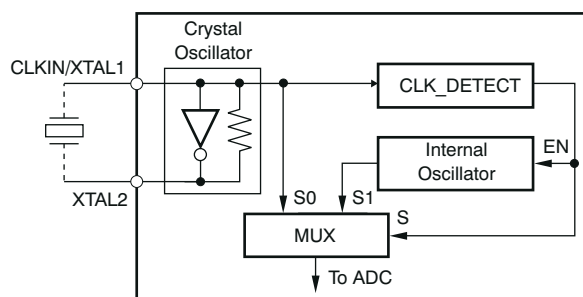 Crystal
Oscillator
CLKIN/XTAL1
CLK_DETECT
Internal
Oscillator
EN
XTAL2
S0
S1
S
MUX
To ADC